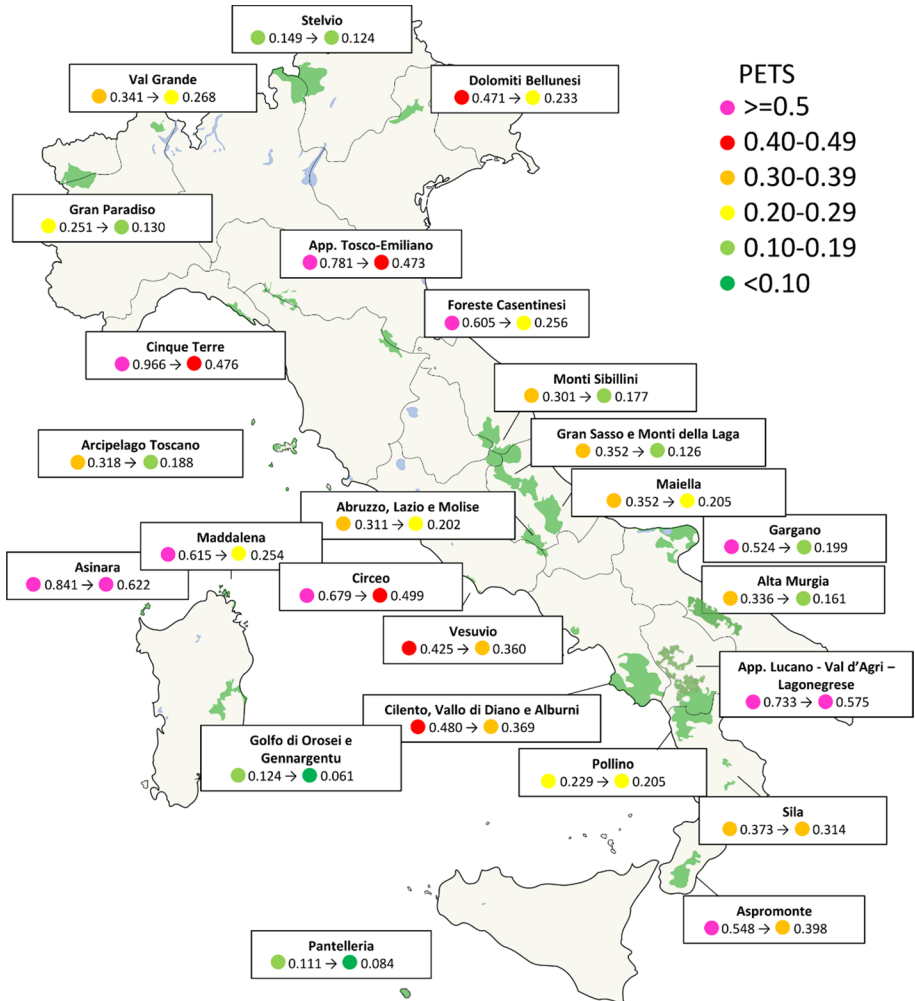 Stelvio
0.149 → 0.124
Val Grande
0.341 → 0.268
Dolomiti Bellunesi
0.471 → 0.233
PETS
>=0.5
0.40-0.49
0.30-0.39
0.20-0.29
0.10-0.19
<0.10
Gran Paradiso
0.251 → 0.130
App. Tosco-Emiliano
0.781 → 0.473
Foreste Casentinesi
0.605 → 0.256
Cinque Terre
0.966 → 0.476
Monti Sibillini
0.301 → 0.177
Arcipelago Toscano
0.318 → 0.188
Gran Sasso e Monti della Laga
0.352 → 0.126
Maiella
0.352 → 0.205
Abruzzo, Lazio e Molise
0.311 → 0.202
Gargano
0.524 → 0.199
Maddalena
0.615 → 0.254
Asinara
0.841 → 0.622
Circeo
0.679 → 0.499
Alta Murgia
0.336 → 0.161
Vesuvio
0.425 → 0.360
App. Lucano - Val d'Agri –
Lagonegrese
0.733 → 0.575
Cilento, Vallo di Diano e Alburni
0.480 → 0.369
Golfo di Orosei e
Gennargentu
0.124 → 0.061
Pollino
0.229 → 0.205
Sila
0.373 → 0.314
Aspromonte
0.548 → 0.398
Pantelleria
0.111 → 0.084